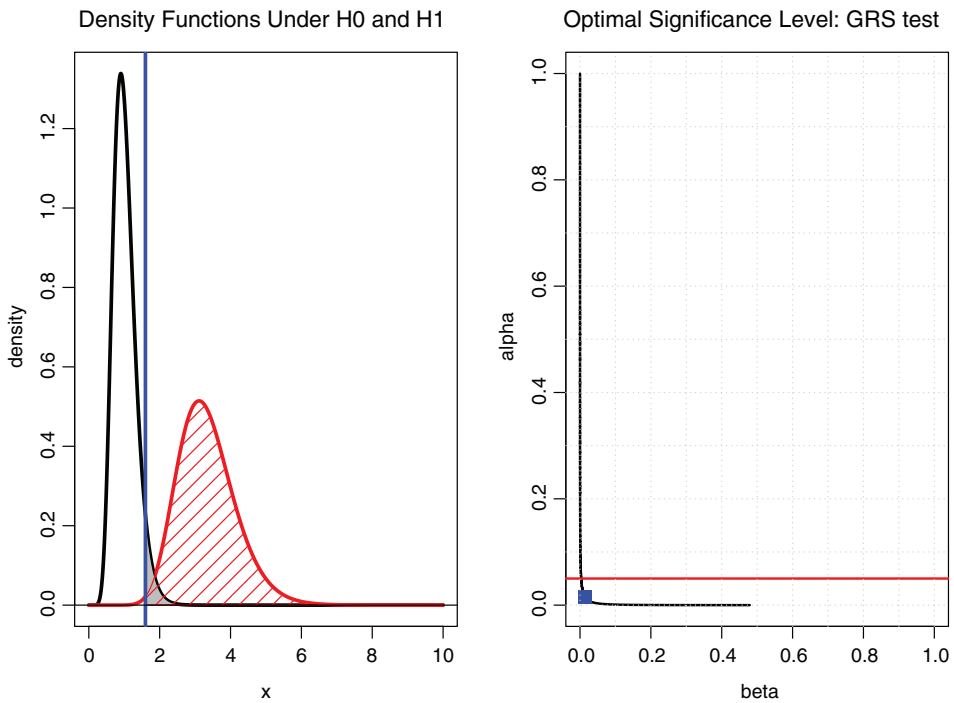 Density Functions Under H0 and H1
density
0.0 0.2 0.4 0.6 0.8 1.0 1.2
0 2 4 6 8 10
x
Optimal Significance Level: GRS test
alpha
0.0 0.2 0.4 0.6 0.8 1.0
0.0 0.2 0.4 0.6 0.8 1.0
beta